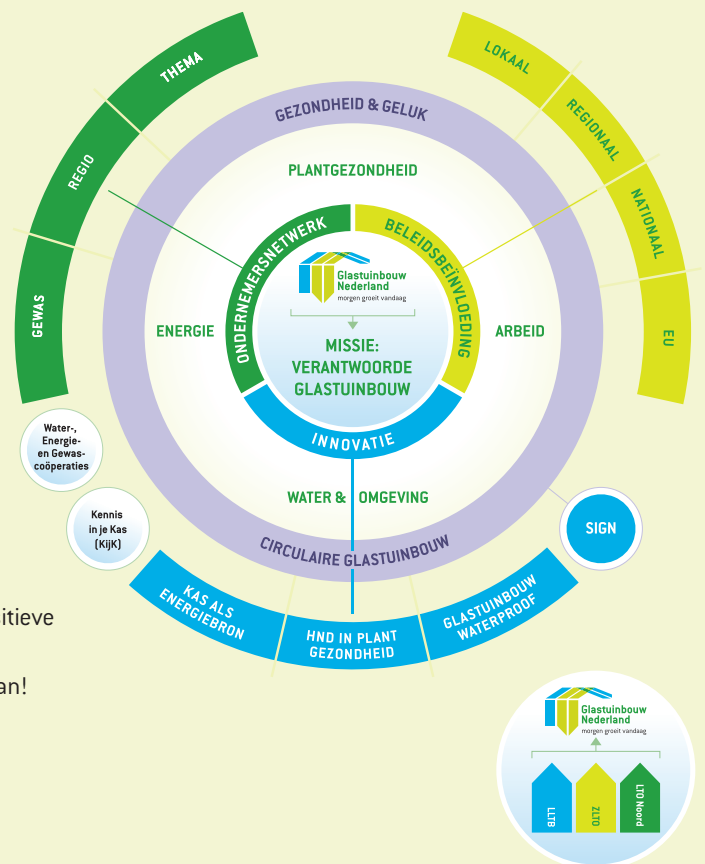 THEMA
REGIO
GEWAS
LOKAAL
REGIONAAL
NATIONAAL
EU
GEZONDHEID & GELUK
PLANTGEZONDHEID
ONDERNEMERSNETWERK
BELEIDSBEÏNVLOEDING
Glastuinbouw
Nederland
morgen groeit vandaag
MISSIE:
VERANTWOORDE
GLASTUINBOUW
ENERGIE
ARBEID
INNOVATIE
WATER & OMGEVING
CIRCULAIRE GLASTUINBOUW
Water-,
Energie-
en Gewas-
coöperaties
Kennis
in je Kas
(KijK)
SIGN
KAS ALS
ENERGIEBRON
HND IN PLANT
GEZONDHEID
GLASTUINBOUW
WATERPROOF
sitieve
an!
Glastuinbouw
Nederland
morgen groeit vandaag
LLTB
ZLTO
LTO Noord